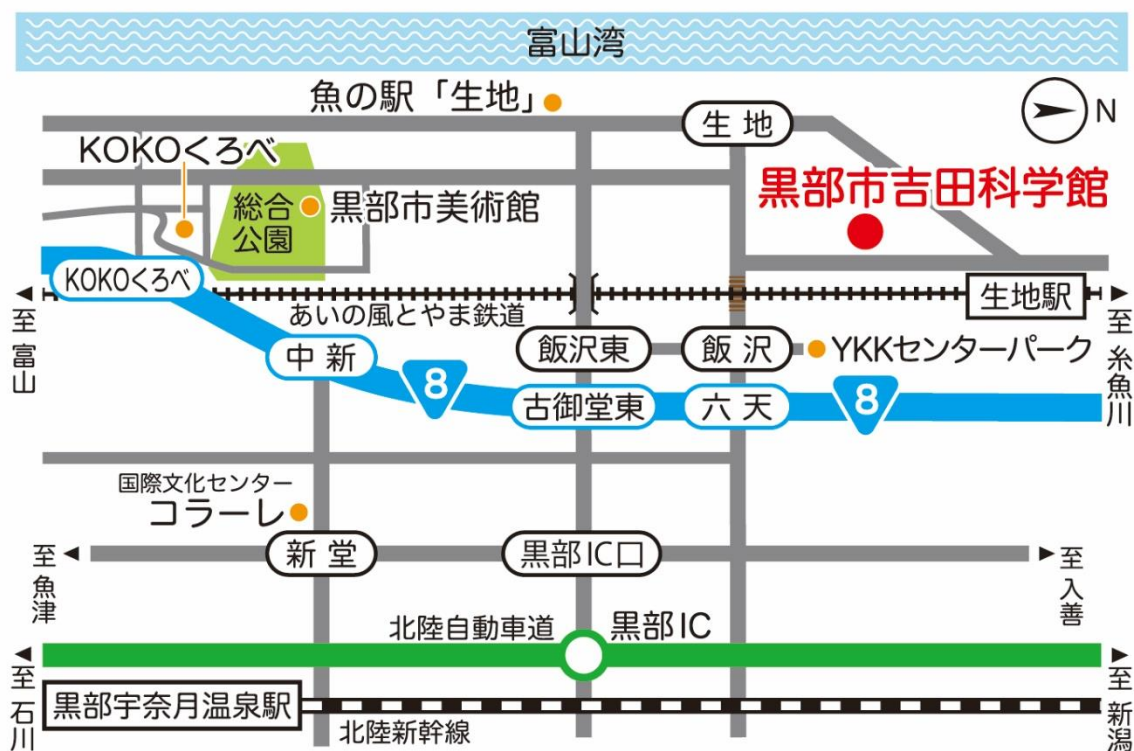 富山湾
魚の駅「生地」
生地
N
KOKOくろべ
黒部市吉田科学館
総合
公園
黒部市美術館
KOKOくろべ
生地駅
至富山
あいの風とやま鉄道
至糸魚川
中新
飯沢東
飯沢
YKKセンターパーク
8
古御堂東
六天
8
国際文化センター
コラーレ
至魚津
新堂
黒部IC口
至入善
北陸自動車道
黒部IC
至石川
黒部宇奈月温泉駅
北陸新幹線
至新潟